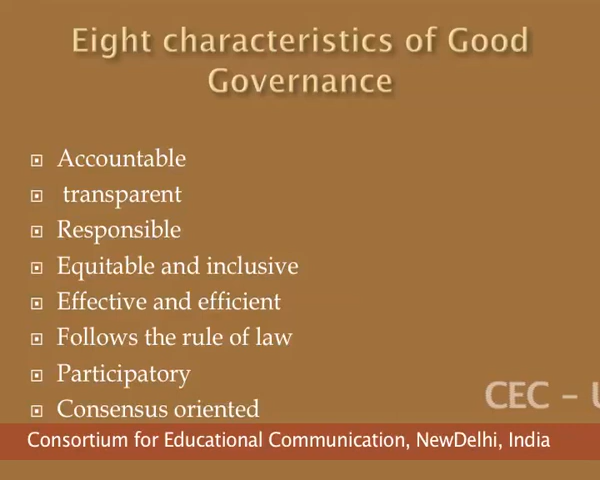 Eight characteristics of Good
Governance
Accountable
transparent
Responsible
Equitable and inclusive
Effective and efficient
Follows the rule of law
Participatory
Consensus oriented
CEC -
Consortium for Educational Communication, NewDelhi, India